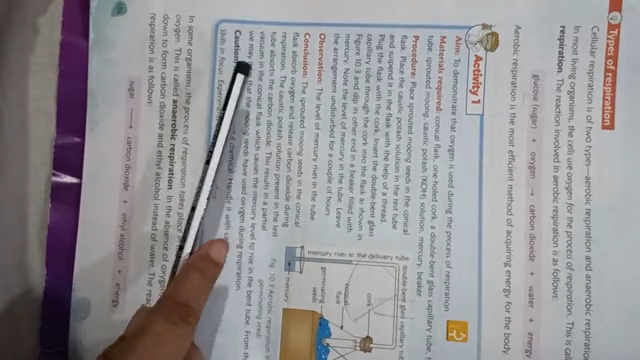 Types of respiration
Cellular respiration is of two types—aerobic respiration and anaerobic respiration
In most living organisms, the cells use oxygen for the process of respiration. This is
respiration. The reaction involved in aerobic respiration is as follows:
glucose (sugar) + oxygen → carbon dioxide + water + energy
Aerobic respiration is the most efficient method of acquiring energy for the body.
Activity 1
Aim: To demonstrate that oxygen is used during the process of respiration
Materials required: conical flask, one-holed cork, a double-bent glass capillary tube,
tube, sprouted moong, caustic potash (KOH) solution, mercury, beaker
Procedure: Place sprouted moong seeds in the conical
flask. Place the caustic potash solution in the test tube
and suspend it in the flask with the help of a thread.
Plug the flask with the cork. Insert the double-bent glass
capillary tube through the cork into the flask as shown in
Figure 10.3 and dip its other end in a beaker filled with
mercury. Note the level of mercury in the tube. Leave
the arrangement undisturbed for a couple of hours.
Observation: The level of mercury rises in the tube.
Conclusion: The sprouted moong seeds in the conical
flask absorb oxygen and release carbon dioxide during
respiration. The caustic potash solution present in the test
tube absorbs the carbon dioxide. This results in a partial
vacuum in the conical flask which causes the mercury level to rise in the bent tube. From
we may that the moong seeds have used oxygen during respiration.
Caution: chemical. Handle it with
Skills in focus:
double-bent glass capillary
mercury rises in the delivery tube
cork
conical
flask
germinating
seeds
mercury
Fig. 10.3 Aerobic respiration
germinating seeds
In some organisms, the process of respiration takes place in
oxygen. This is called anaerobic respiration. In the absence of oxygen,
down to form carbon dioxide and ethyl alcohol instead of water. The
respiration is as follows:
sugar → carbon dioxide + ethyl alcohol + energy